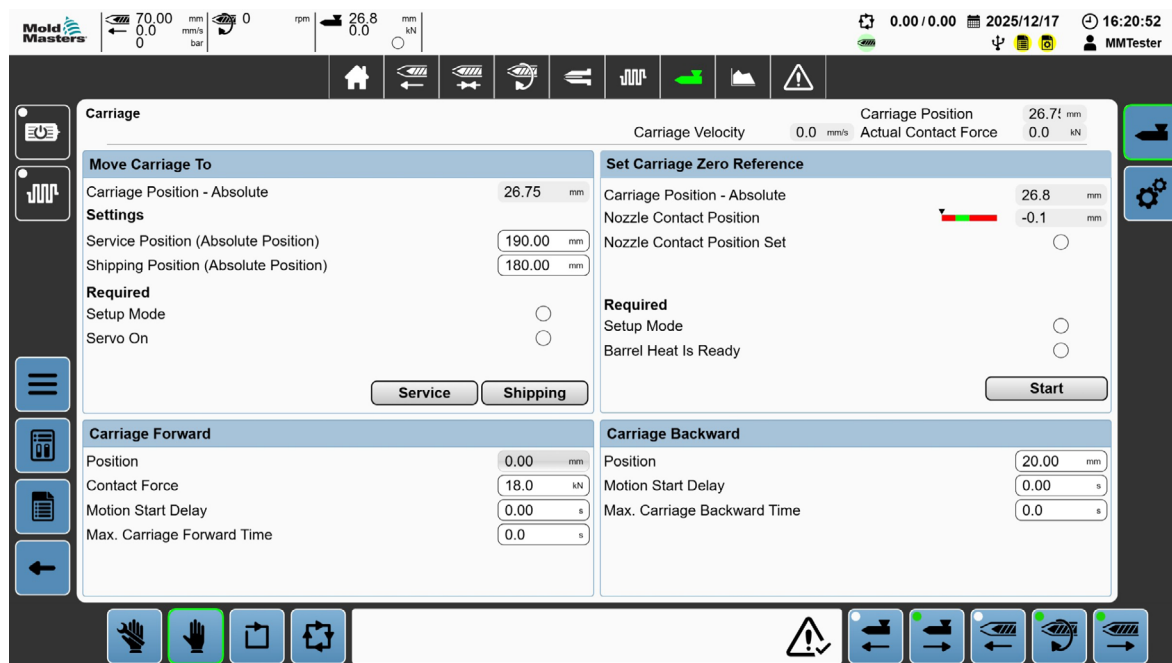 Mold
Masters
70.00 mm
0.0 mm/s
0 bar
0 rpm
26.8 mm
0.0 kN
0.00 / 0.00
2025/12/17
16:20:52
MMTester
Carriage
Carriage Position 26.7 mm
Carriage Velocity 0.0 mm/s Actual Contact Force 0.0 kN
Move Carriage To
Carriage Position - Absolute 26.75 mm
Settings
Service Position (Absolute Position) 190.00 mm
Shipping Position (Absolute Position) 180.00 mm
Required
Setup Mode
Servo On
Service Shipping
Set Carriage Zero Reference
Carriage Position - Absolute 26.8 mm
Nozzle Contact Position -0.1 mm
Nozzle Contact Position Set
Required
Setup Mode
Barrel Heat Is Ready
Start
Carriage Forward
Position 0.00 mm
Contact Force 18.0 kN
Motion Start Delay 0.00 s
Max. Carriage Forward Time 0.0 s
Carriage Backward
Position 20.00 mm
Motion Start Delay 0.00 s
Max. Carriage Backward Time 0.0 s